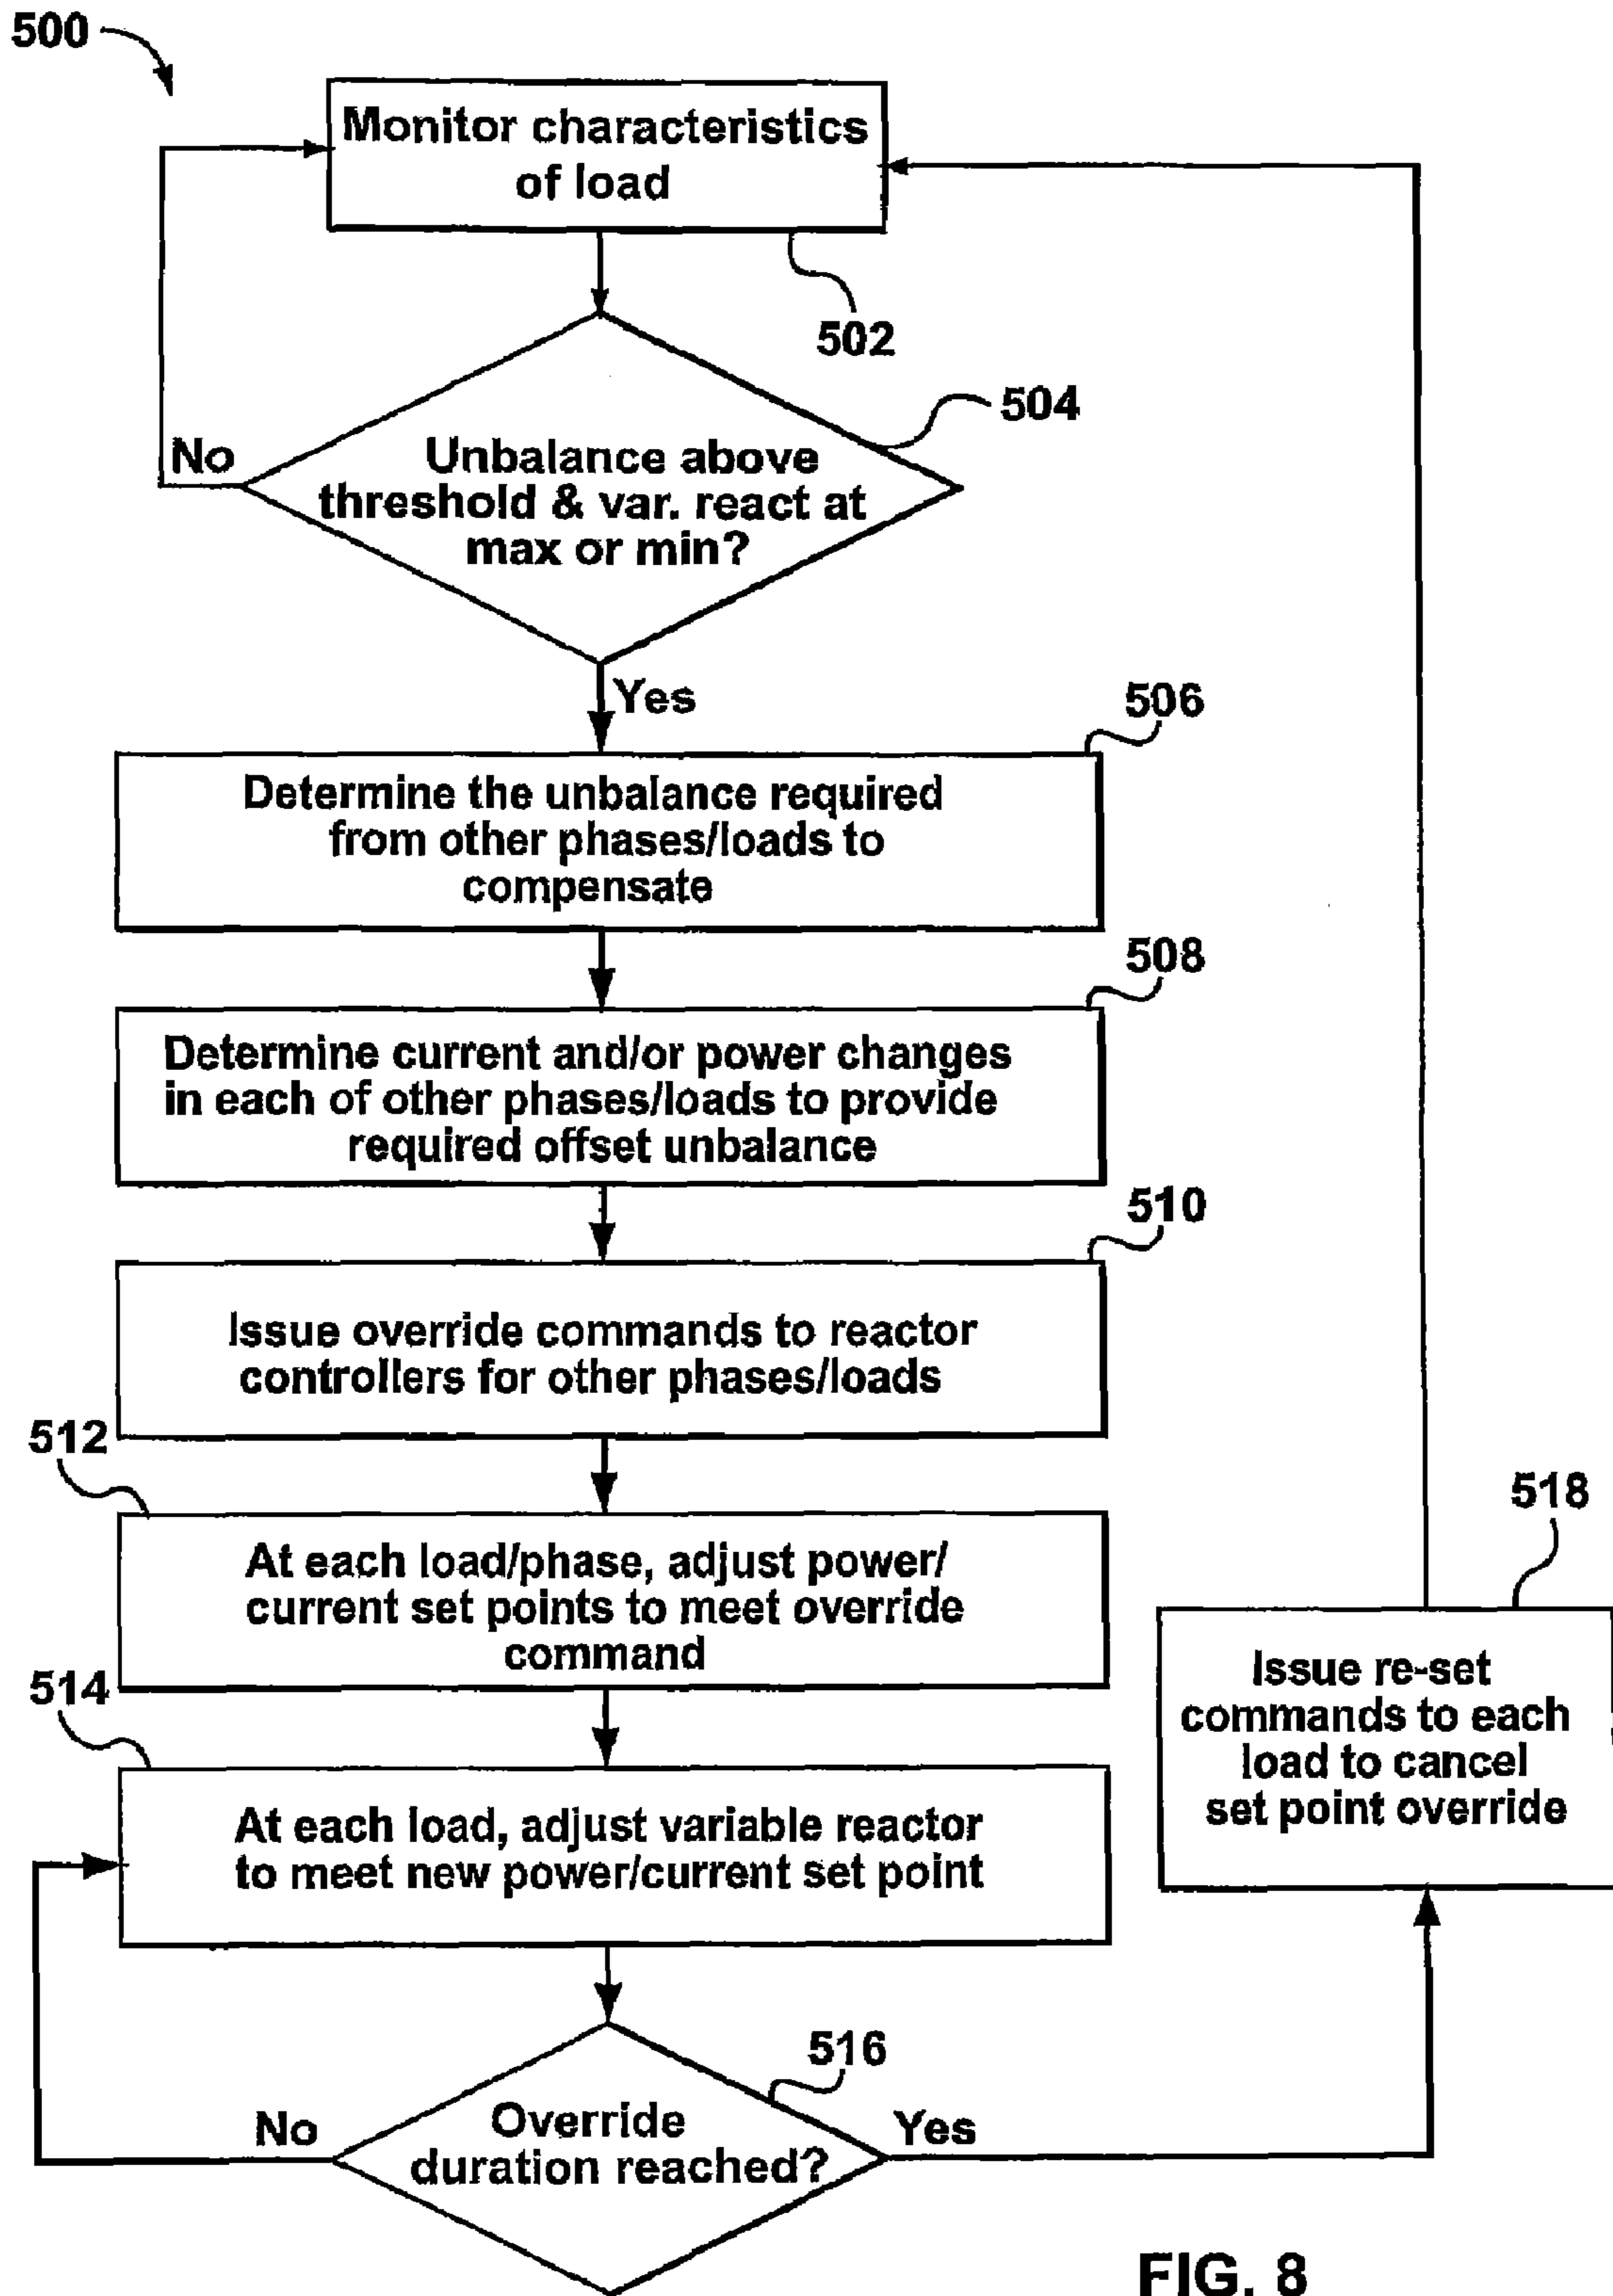 500
Monitor characteristics
of load
502
504
Unbalance above
threshold & var. react at
max or min?
No
Yes
506
Determine the unbalance required
from other phases/loads to
compensate
508
Determine current and/or power changes
in each of other phases/loads to provide
required offset unbalance
510
Issue override commands to reactor
controllers for other phases/loads
512
At each load/phase, adjust power/
current set points to meet override
command
514
At each load, adjust variable reactor
to meet new power/current set point
516
Override
duration reached?
No
Yes
518
Issue re-set
commands to each
load to cancel
set point override
FIG. 8